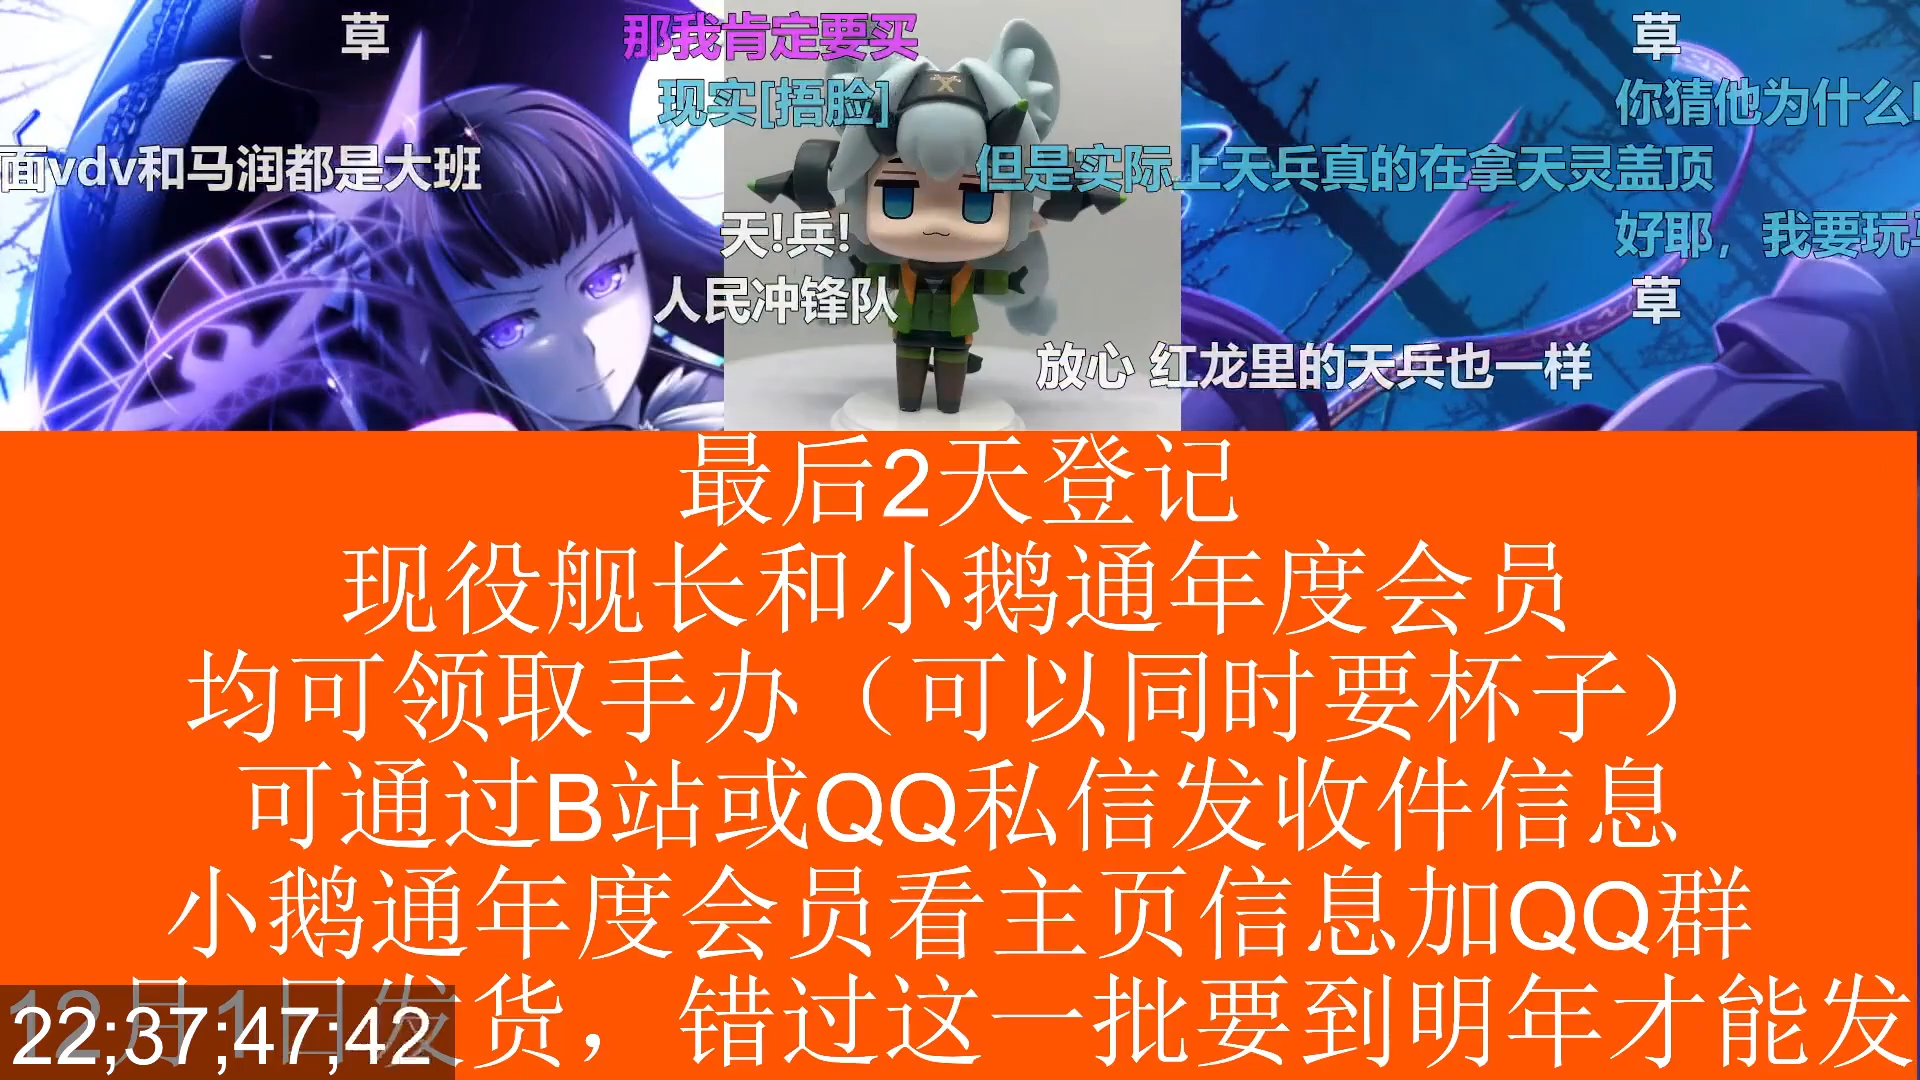 草
那我肯定要买
草
现实[捂脸]
你猜他为什么
面vdv和马润都是大班
但是实际上天兵真的在拿天灵盖顶
天!兵!
好耶，我要玩
人民冲锋队
草
放心 红龙里的天兵也一样
最后2天登记
现役舰长和小鹅通年度会员
均可领取手办（可以同时要杯子）
可通过B站或QQ私信发收件信息
小鹅通年度会员看主页信息加QQ群
12月1日发货，错过这一批要到明年才能发
22;37;47;42